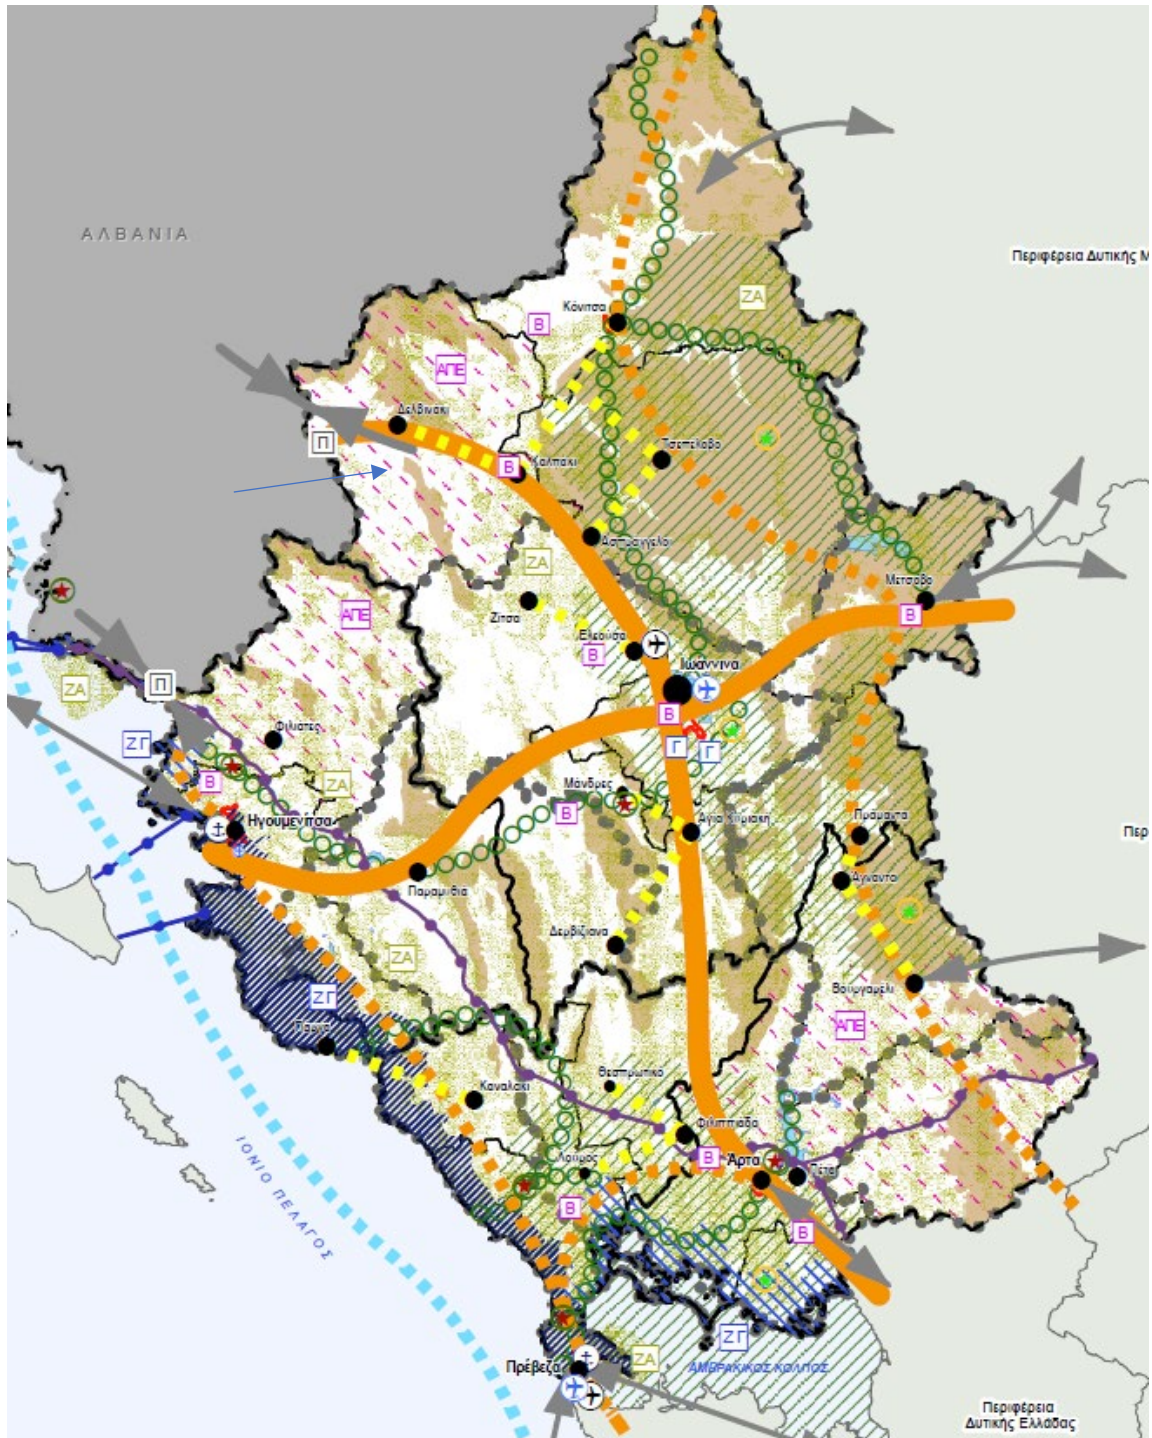 ΑΛΒΑΝΙΑ
Περιφέρεια Δυτικής Μ
ΖΑ
Κόνιτσα
Β
ΑΠΕ
Δελβινάκι
Π
Τσεπέλοβο
Β
Καλπάκι
Ασπράγγελοι
ΖΑ
Μέτσοβο
Ζίτσα
ΑΠΕ
Β
Ελεούσα
Β
Ιωάννινα
ΖΑ
Π
Β
Φιλιάτες
ΖΓ
Γ
Γ
Β
ΖΑ
Μάνδρες
Β
Ηγουμενίτσα
Αγία Κυριακή
Πράμαντα
Περ
Παραμυθιά
Άγναντα
Δερβίζιανα
ΖΑ
ΖΓ
Βουργαρέλι
ΑΠΕ
Πάργα
Θεσπρωτικό
Καναλάκι
Φιλιππιάδα
ΙΟΝΙΟ ΠΕΛΑΓΟΣ
Β
Άρτα
Λούρος
Πέτα
Β
Β
ΖΓ
ΖΑ
Πρέβεζα
ΑΜΒΡΑΚΙΚΟΣ ΚΟΛΠΟΣ
Περιφέρεια
Δυτικής Ελλάδας